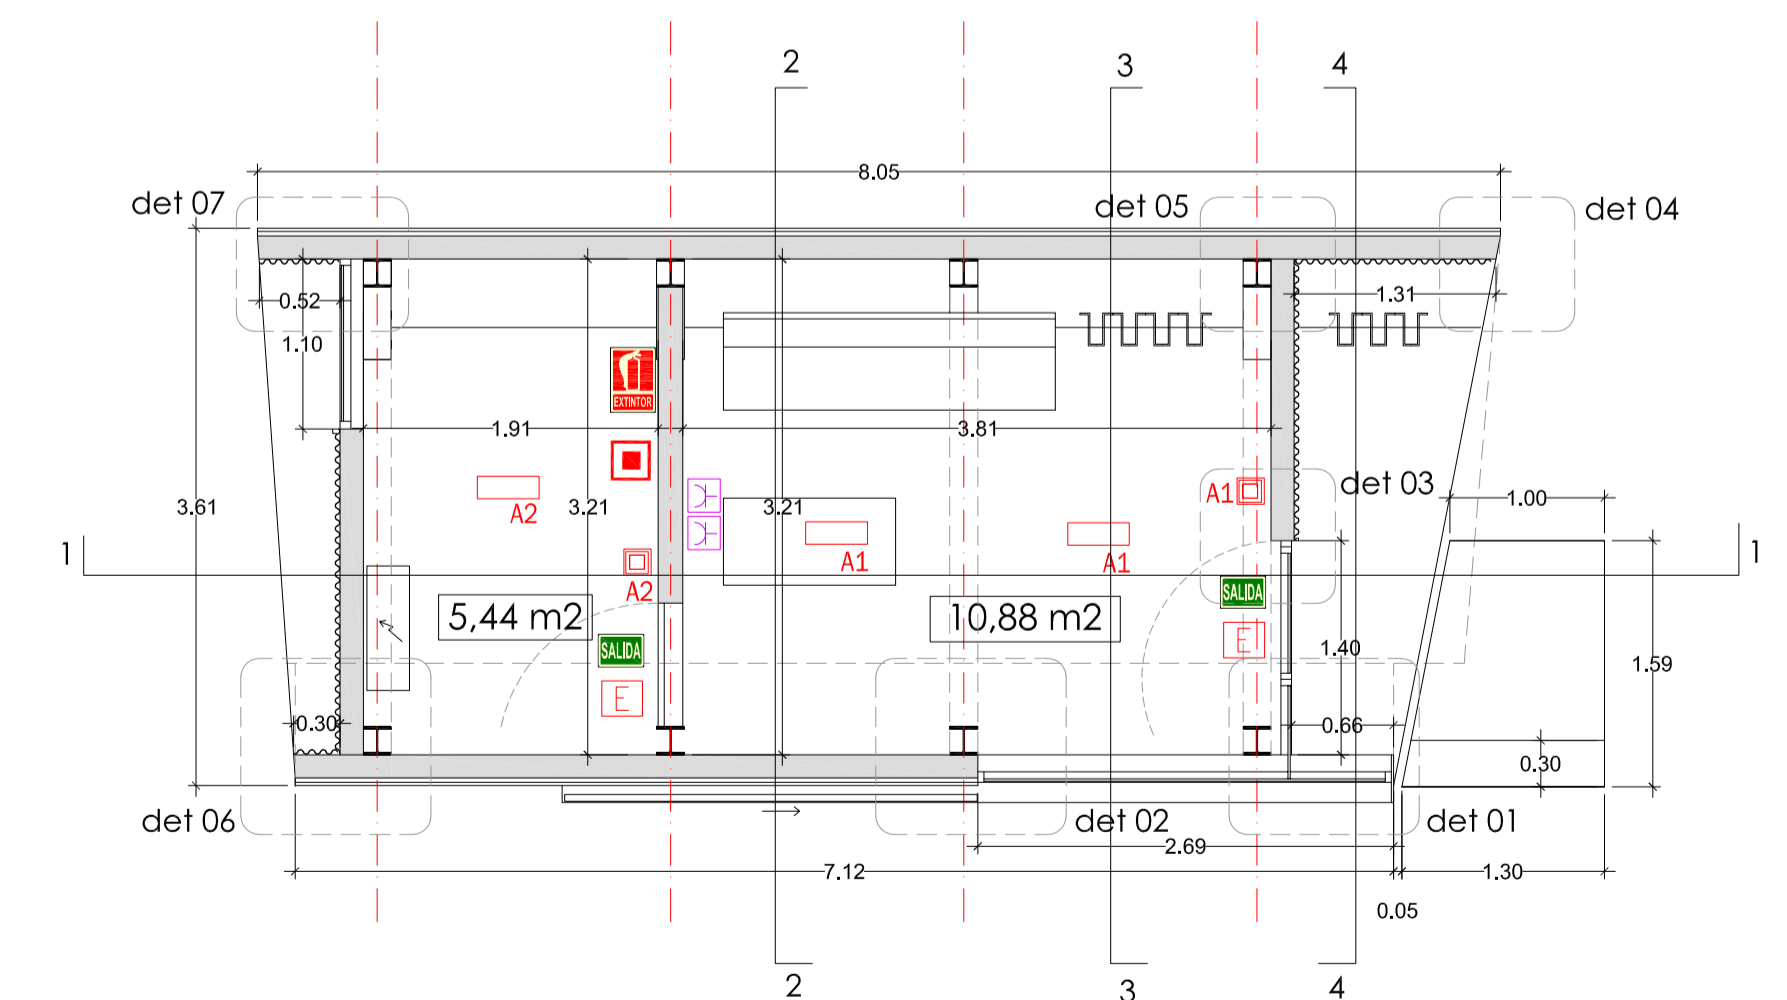 2
3
4
8.05
det 07
det 05
det 04
0.52
1.31
1.10
EXTINTOR
1.91
3.81
det 03
A1
1.00
A2
3.61
3.21
3.21
1
A1
A1
1
A2
SALIDA
5,44 m2
10,88 m2
E
SALIDA
1.40
1.59
E
0.30
0.66
0.30
det 06
det 02
det 01
2.69
7.12
1.30
0.05
2
3
4